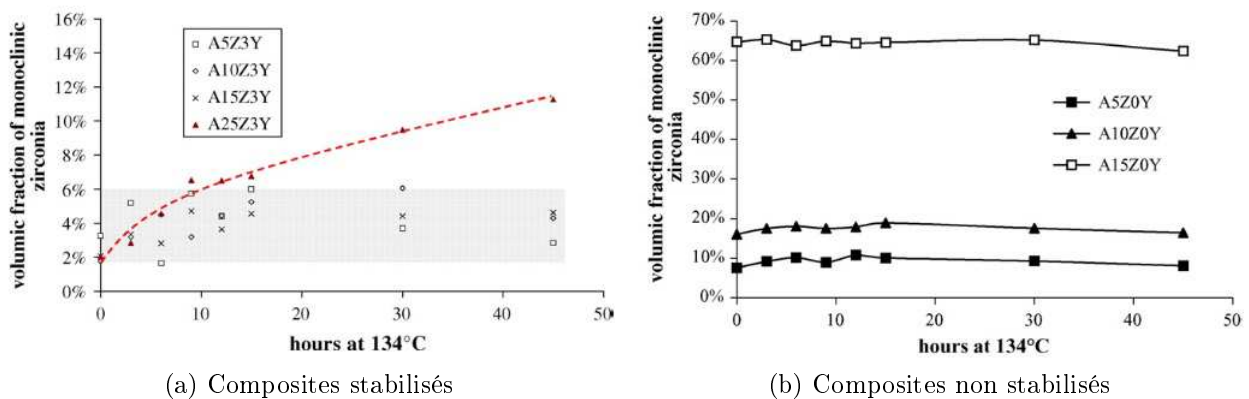 16%
14%
12%
10%
8%
6%
4%
2%
0%
volumic fraction of monoclinic
zirconia
A5Z3Y
A10Z3Y
A15Z3Y
A25Z3Y
0
10
20
30
40
50
hours at 134°C
(a) Composites stabilisés
70%
60%
50%
40%
30%
20%
10%
0%
volumic fraction of monoclinic
zirconia
A5Z0Y
A10Z0Y
A15Z0Y
0
10
20
30
40
50
hours at 134°C
(b) Composites non stabilisés